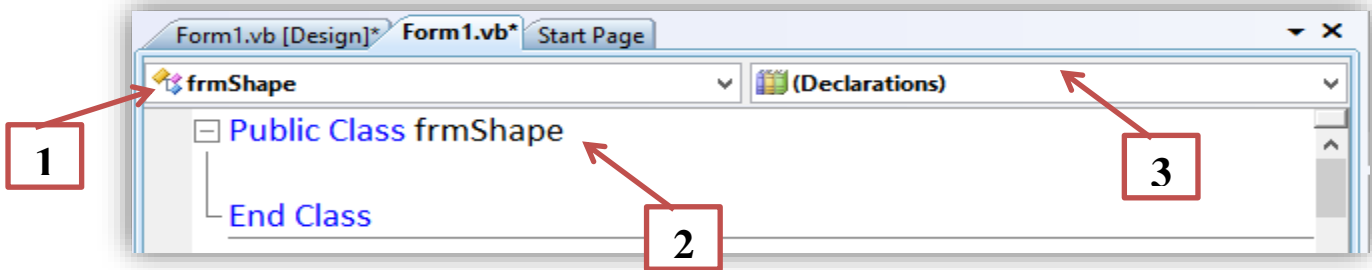 Form1.vb [Design]* Form1.vb* Start Page
frmShape (Declarations)
Public Class frmShape
1
3
End Class
2